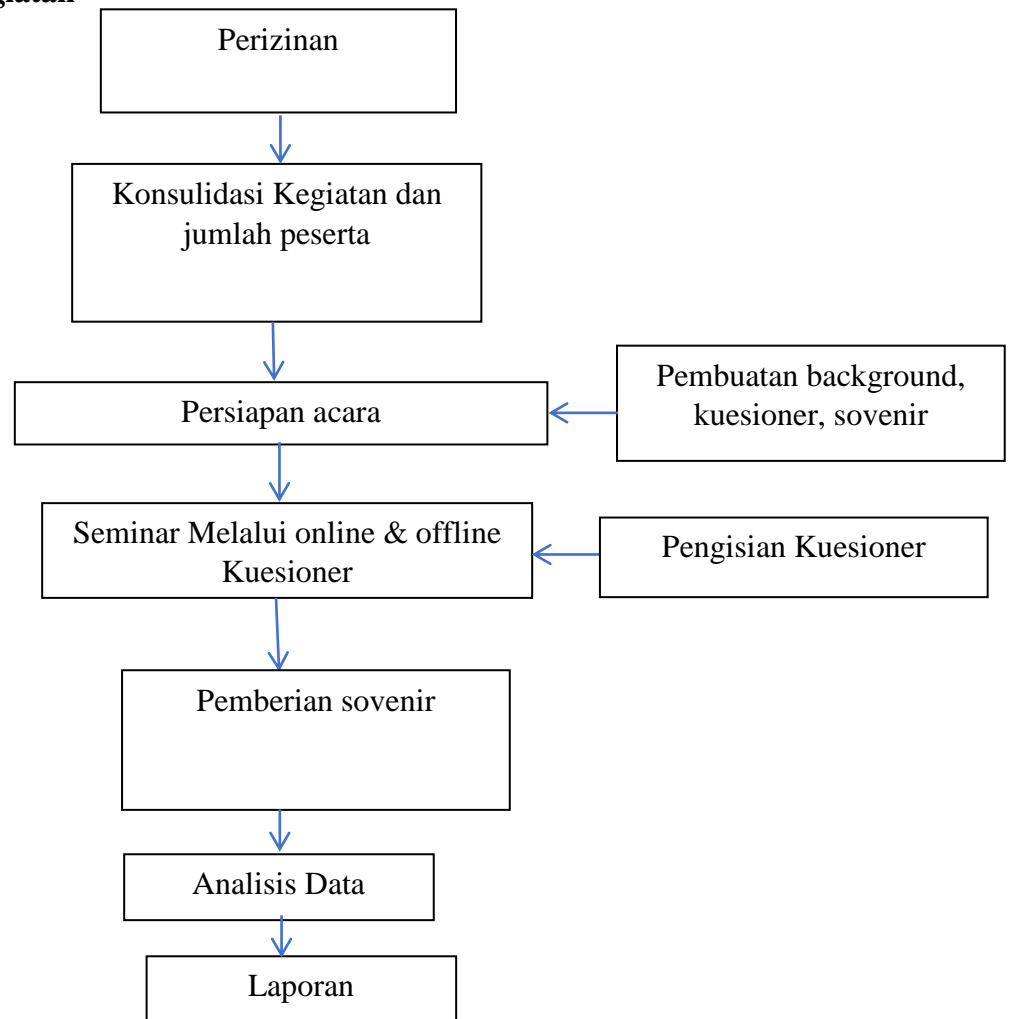 Perizinan
Konsulidasi Kegiatan dan
jumlah peserta
Persiapan acara
Pembuatan background,
kuesioner, sovenir
Seminar Melalui online & offline
Kuesioner
Pengisian Kuesioner
Pemberian sovenir
Analisis Data
Laporan